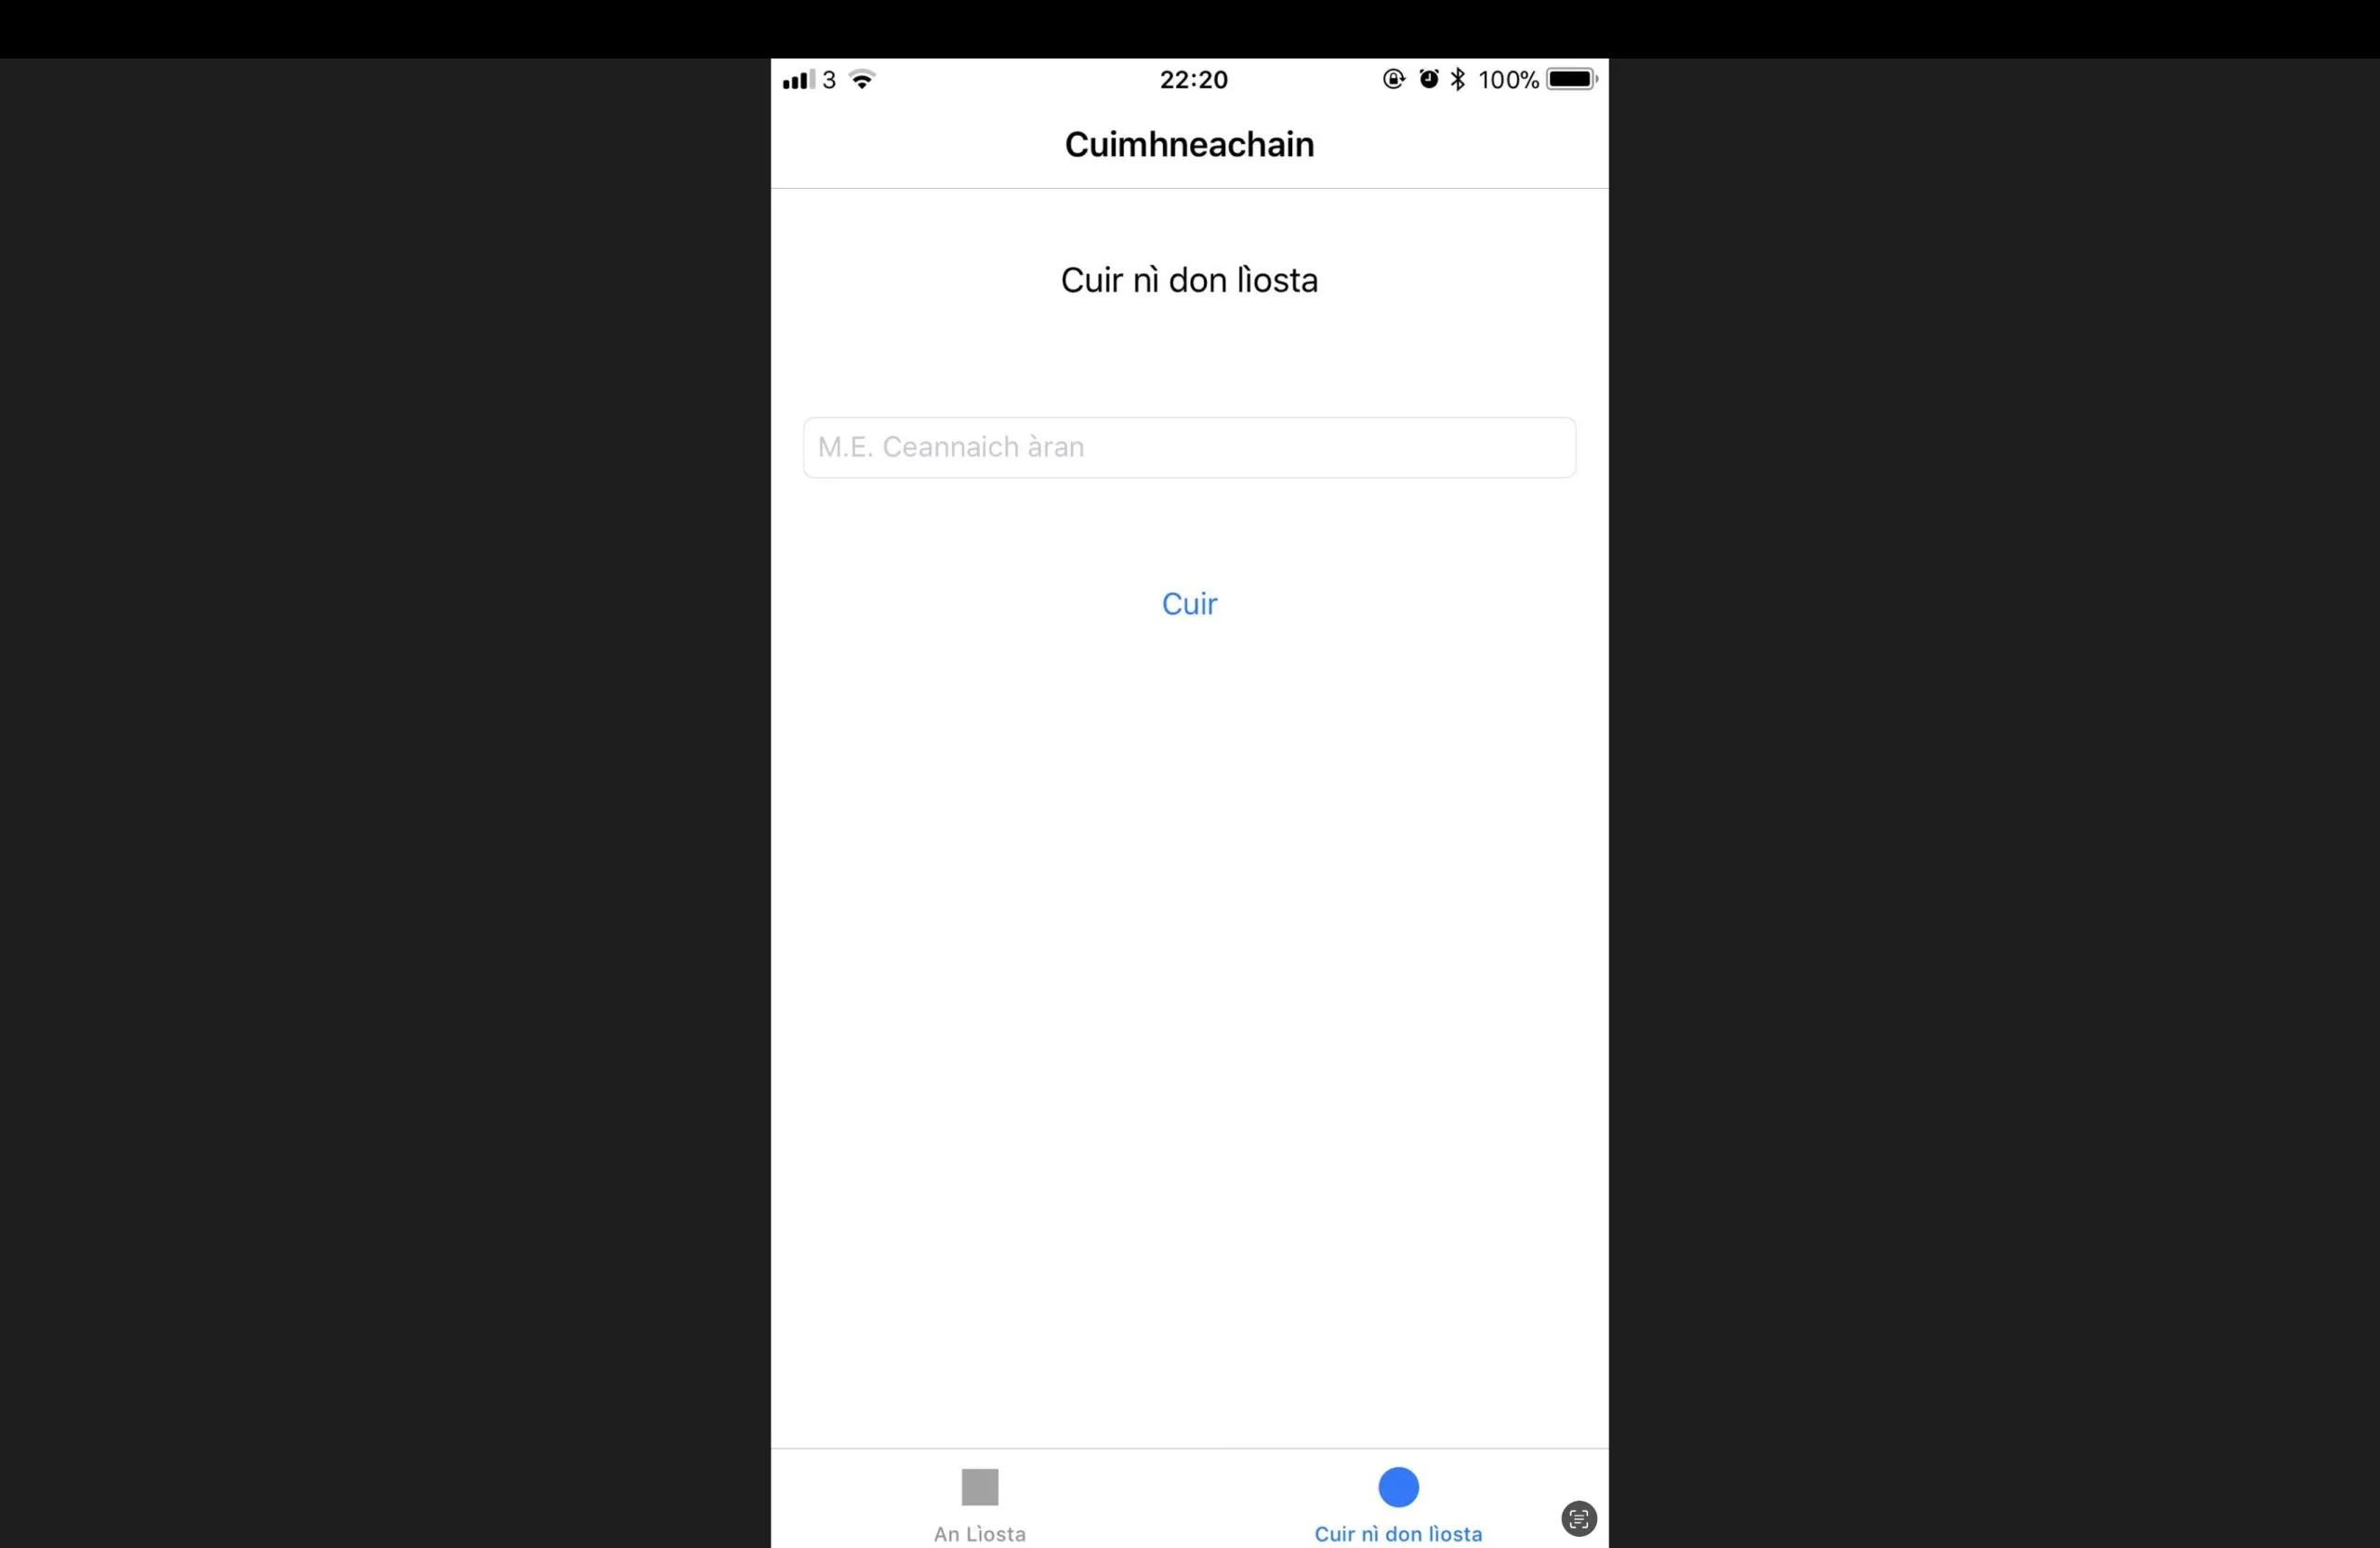 3 22:20 100%
Cuimhneachain
Cuir nì don lìosta
M.E. Ceannaich àran
Cuir
An Lìosta Cuir nì don lìosta